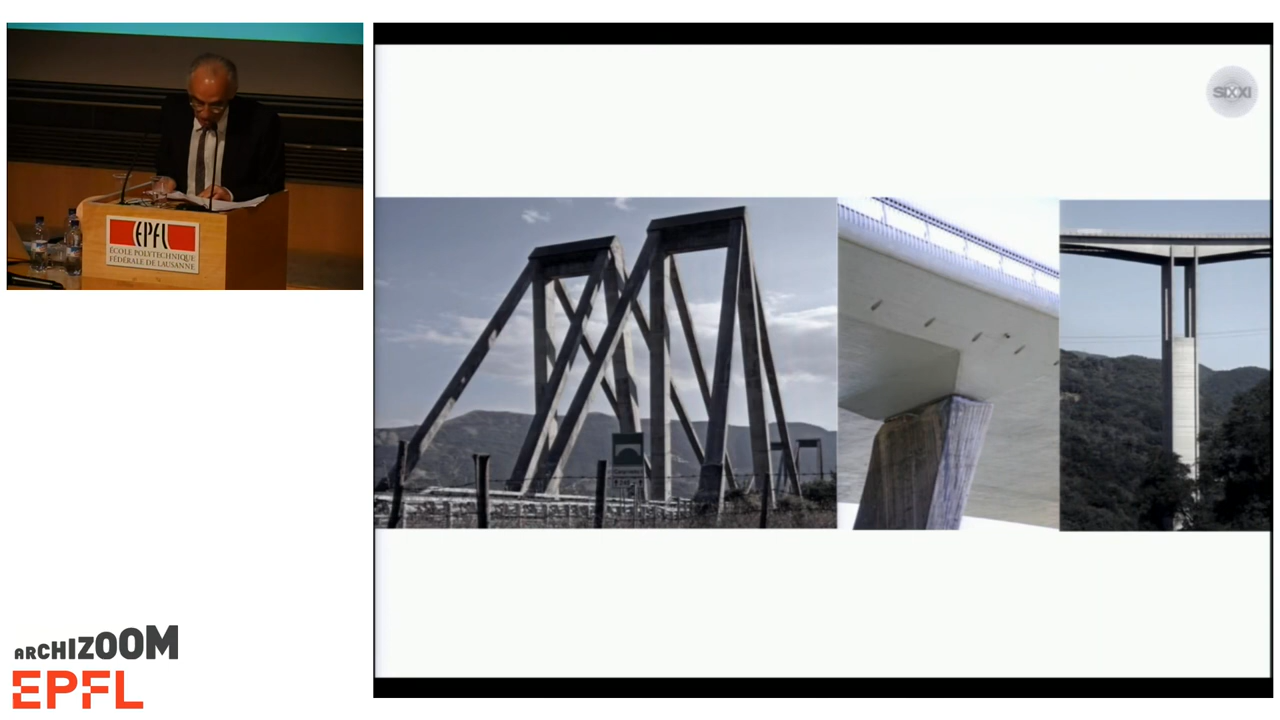 EPFL
ÉCOLE POLYTECHNIQUE
FÉDÉRALE DE LAUSANNE
SIXXI
ARCHIZOOM
EPFL